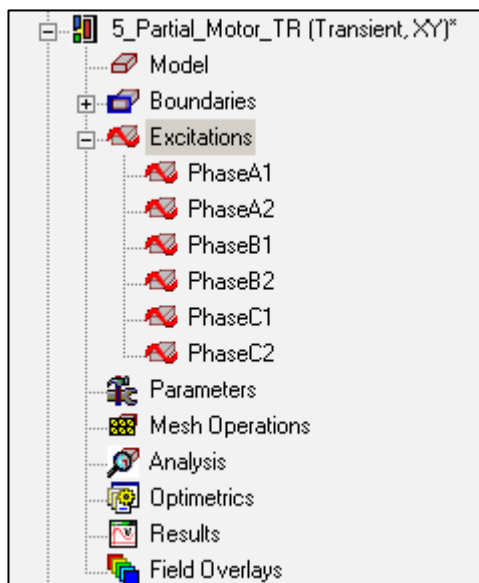 5_Partial_Motor_TR (Transient, XY)*
Model
Boundaries
Excitations
PhaseA1
PhaseA2
PhaseB1
PhaseB2
PhaseC1
PhaseC2
Parameters
Mesh Operations
Analysis
Optimetrics
Results
Field Overlays